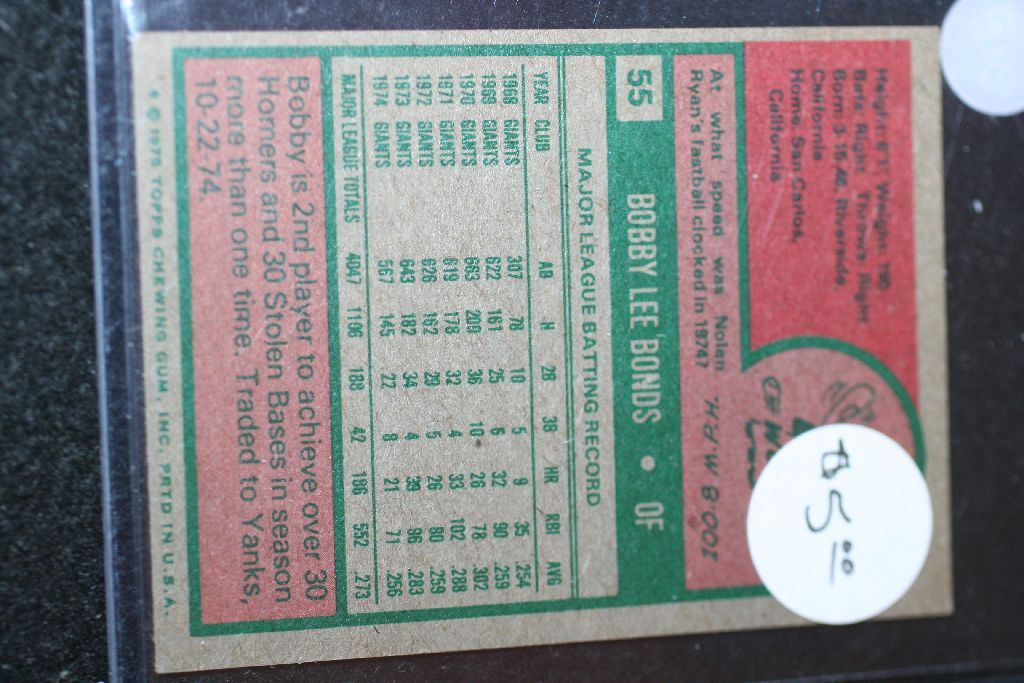 Height: 6'1" Weight: 190
Bats: Right Throws: Right
Born: 3-15-46, Riverside
California
Home: San Carlos,
California
At what speed was Nolan
Ryan's fastball clocked in 1974?
100.8 M.P.H.
$5.00
55 BOBBY LEE BONDS • OF
MAJOR LEAGUE BATTING RECORD
YEAR CLUB AB H 2B 3B HR RBI AVG
1968 GIANTS 307 78 10 5 9 35 .254
1969 GIANTS 622 161 25 6 32 90 .259
1970 GIANTS 663 200 36 10 26 78 .302
1971 GIANTS 619 178 32 4 33 102 .288
1972 GIANTS 626 162 29 5 26 80 .259
1973 GIANTS 643 182 34 4 39 96 .283
1974 GIANTS 567 145 22 8 21 71 .256
MAJOR LEAGUE TOTALS 4047 1106 188 42 186 552 .273
Bobby is 2nd player to achieve over 30
Homers and 30 Stolen Bases in season
more than one time. Traded to Yanks,
10-22-74.
© 1975 TOPPS CHEWING GUM, INC. PRTD IN U.S.A.